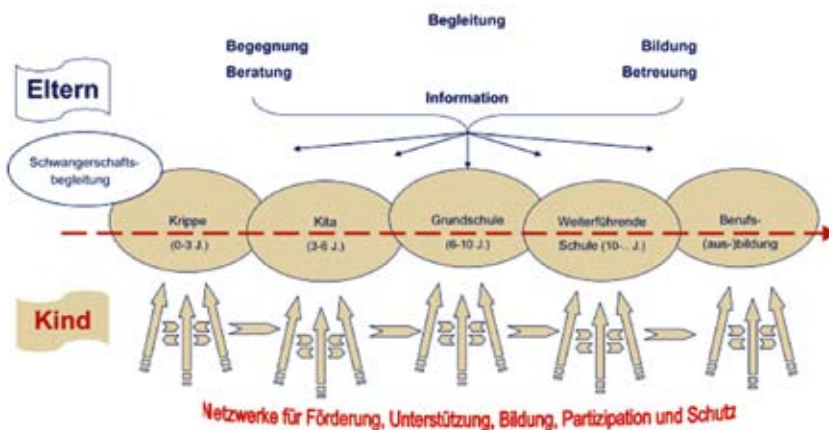 Begleitung
Begegnung
Bildung
Beratung
Betreuung
Eltern
Information
Schwangerschafts-
begleitung
Krippe
(0-3 J.)
Kita
(3-6 J.)
Grundschule
(6-10 J.)
Weiterführende
Schule (10-.. J.)
Berufs-
(aus-)bildung
Kind
Netzwerke für Förderung, Unterstützung, Bildung, Partizipation und Schutz